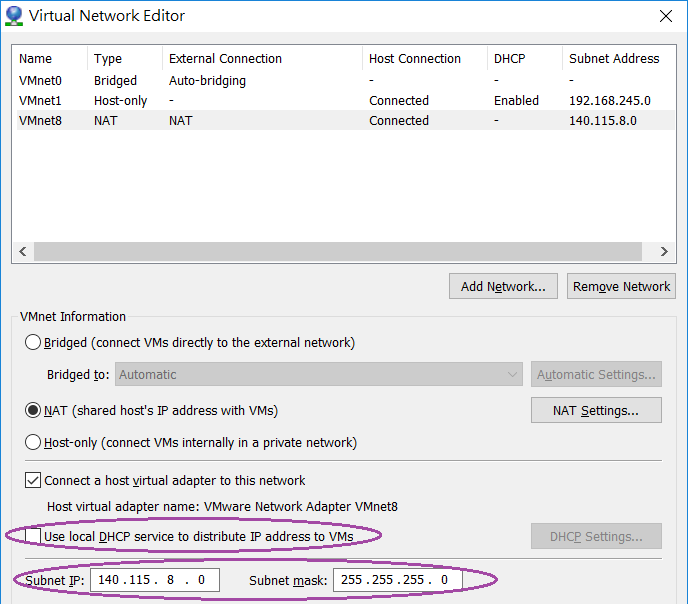 Virtual Network Editor
Name Type External Connection Host Connection DHCP Subnet Address
VMnet0 Bridged Auto-bridging - - -
VMnet1 Host-only - Connected Enabled 192.168.245.0
VMnet8 NAT NAT Connected - 140.115.8.0
Add Network... Remove Network
VMnet Information
Bridged (connect VMs directly to the external network)
Bridged to: Automatic Automatic Settings...
NAT (shared host's IP address with VMs) NAT Settings...
Host-only (connect VMs internally in a private network)
Connect a host virtual adapter to this network
Host virtual adapter name: VMware Network Adapter VMnet8
Use local DHCP service to distribute IP address to VMs DHCP Settings...
Subnet IP: 140 . 115 . 8 . 0 Subnet mask: 255 . 255 . 255 . 0